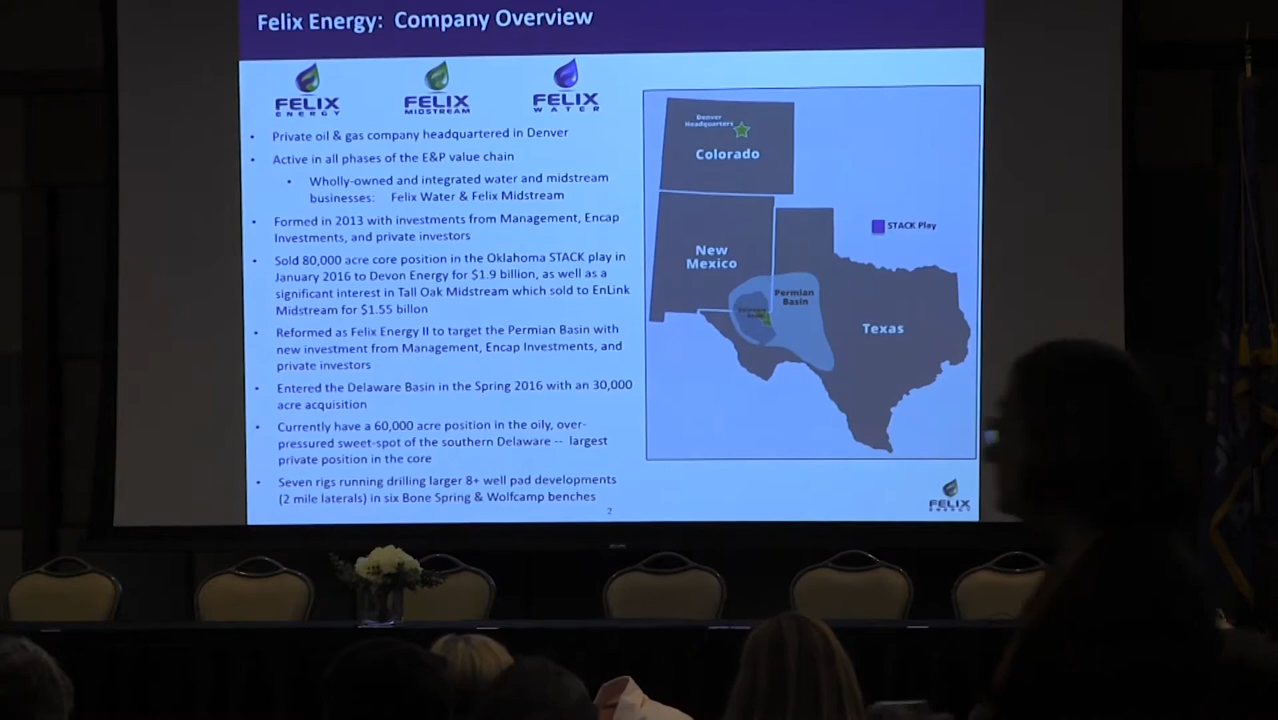 Felix Energy: Company Overview
FELIX
ENERGY
FELIX
MIDSTREAM
FELIX
WATER
• Private oil & gas company headquartered in Denver
• Active in all phases of the E&P value chain
• Wholly-owned and integrated water and midstream
businesses: Felix Water & Felix Midstream
• Formed in 2013 with investments from Management, Encap
Investments, and private investors
• Sold 80,000 acre core position in the Oklahoma STACK play in
January 2016 to Devon Energy for $1.9 billion, as well as a
significant interest in Tall Oak Midstream which sold to EnLink
Midstream for $1.55 billon
• Reformed as Felix Energy II to target the Permian Basin with
new investment from Management, Encap Investments, and
private investors
• Entered the Delaware Basin in the Spring 2016 with an 30,000
acre acquisition
• Currently have a 60,000 acre position in the oily, over-
pressured sweet-spot of the southern Delaware -- largest
private position in the core
• Seven rigs running drilling larger 8+ well pad developments
(2 mile laterals) in six Bone Spring & Wolfcamp benches
Denver
Headquarters
Colorado
STACK Play
New
Mexico
Permian
Basin
Texas
FELIX
ENERGY
2